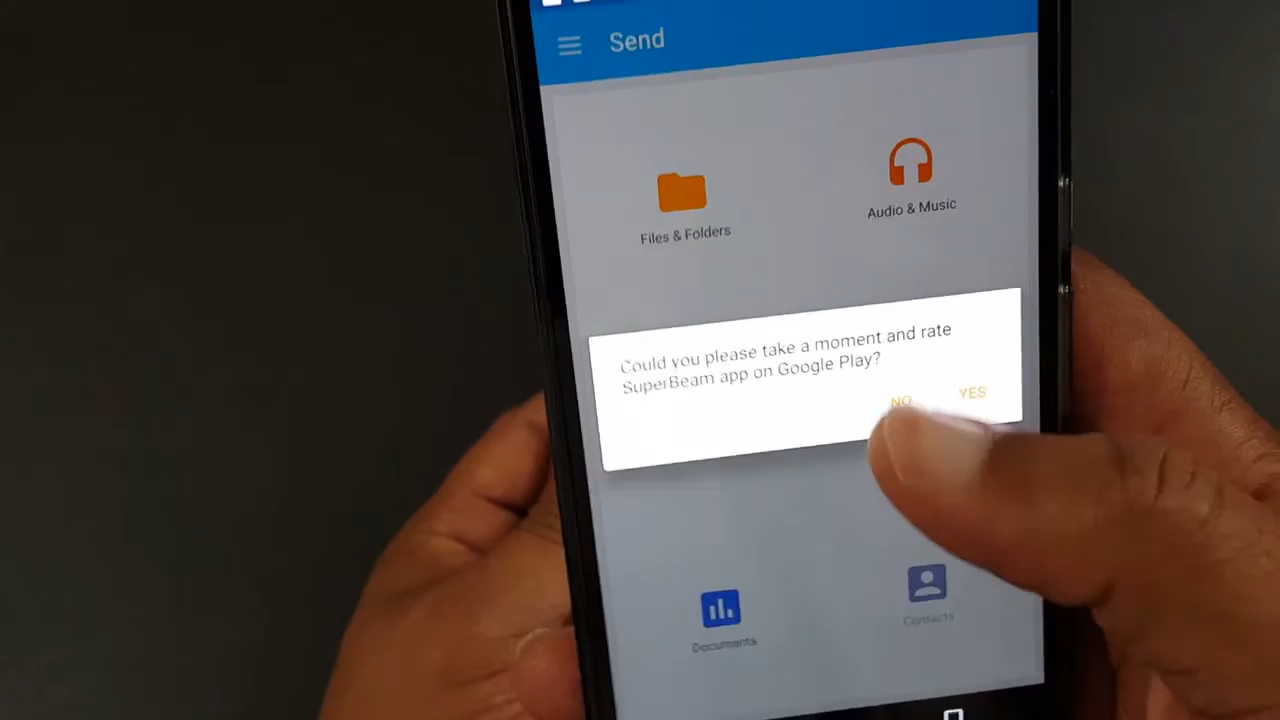 Send
Files & Folders
Audio & Music
Could you please take a moment and rate
SuperBeam app on Google Play?
NO
YES
Documents
Contacts